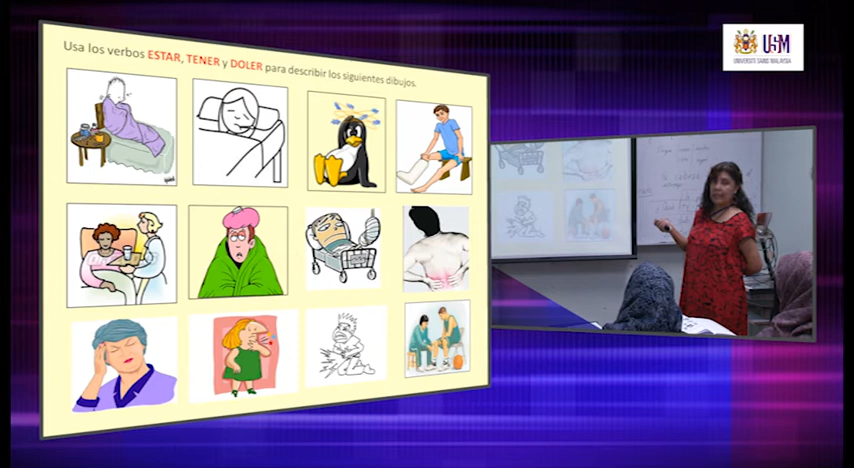 Usa los verbos ESTAR, TENER y DOLER para describir los siguientes dibujos.
USM
UNIVERSITI SAINS MALAYSIA